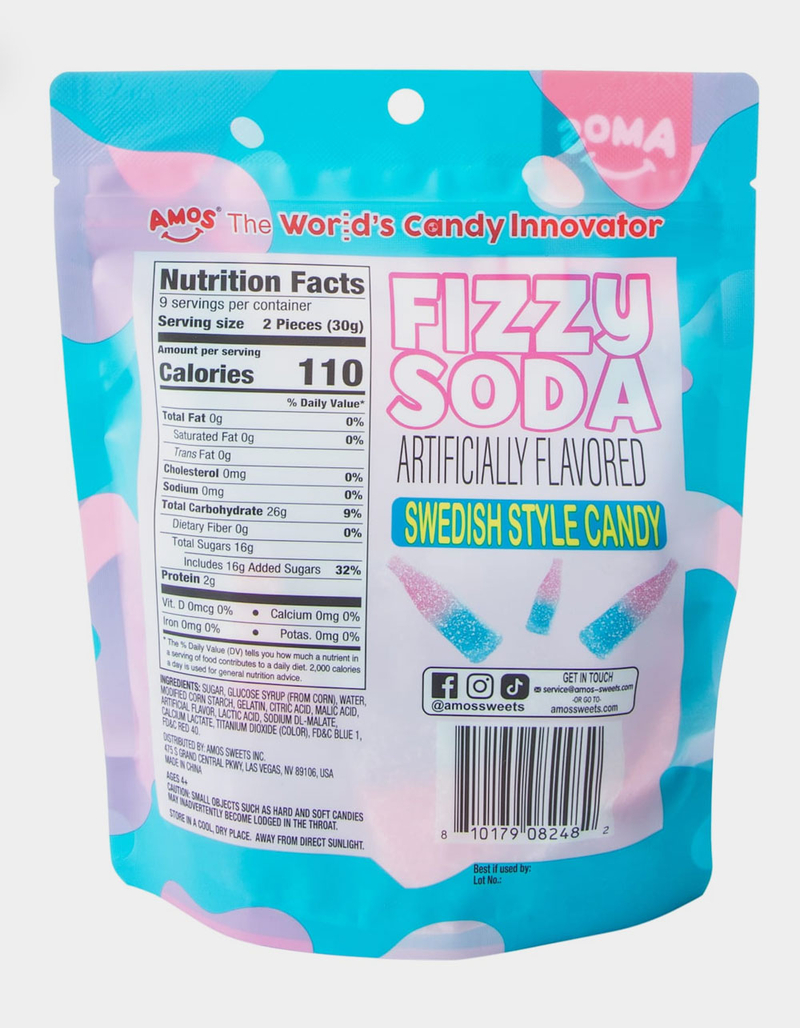 AMOS
AMOS® The World's Candy Innovator
Nutrition Facts
9 servings per container
Serving size 2 Pieces (30g)
Amount per serving
Calories 110
% Daily Value*
Total Fat 0g 0%
Saturated Fat 0g 0%
Trans Fat 0g
Cholesterol 0mg 0%
Sodium 0mg 0%
Total Carbohydrate 26g 9%
Dietary Fiber 0g 0%
Total Sugars 16g
Includes 16g Added Sugars 32%
Protein 2g
Vit. D 0mcg 0% • Calcium 0mg 0%
Iron 0mg 0% • Potas. 0mg 0%
* The % Daily Value (DV) tells you how much a nutrient in
a serving of food contributes to a daily diet. 2,000 calories
a day is used for general nutrition advice.
INGREDIENTS: SUGAR, GLUCOSE SYRUP (FROM CORN), WATER,
MODIFIED CORN STARCH, GELATIN, CITRIC ACID, MALIC ACID,
ARTIFICIAL FLAVOR, LACTIC ACID, SODIUM DL-MALATE,
CALCIUM LACTATE, TITANIUM DIOXIDE (COLOR), FD&C BLUE 1,
FD&C RED 40.
DISTRIBUTED BY: AMOS SWEETS INC.
475 S GRAND CENTRAL PKWY, LAS VEGAS, NV 89106, USA
MADE IN CHINA
AGES 4+
CAUTION: SMALL OBJECTS SUCH AS HARD AND SOFT CANDIES
MAY INADVERTENTLY BECOME LODGED IN THE THROAT.
STORE IN A COOL, DRY PLACE. AWAY FROM DIRECT SUNLIGHT.
FIZZY
SODA
ARTIFICIALLY FLAVORED
SWEDISH STYLE CANDY
@amossweets
GET IN TOUCH
service@amos-sweets.com
-OR GO TO-
amossweets.com
8 10179 08248 2
Best if used by:
Lot No.: